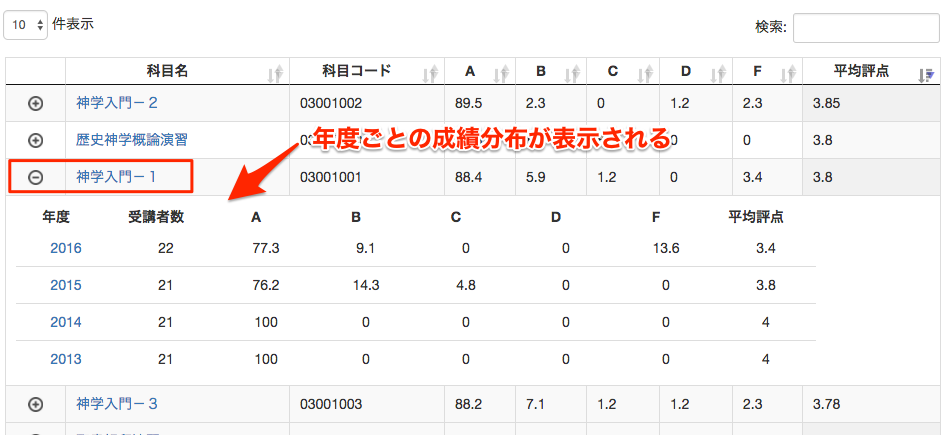 10 件表示 検索:
科目名 科目コード A B C D F 平均評点
神学入門－2 03001002 89.5 2.3 0 1.2 2.3 3.85
歴史神学概論演習 0 3.8
年度ごとの成績分布が表示される
神学入門－1 03001001 88.4 5.9 1.2 0 3.4 3.8
年度 受講者数 A B C D F 平均評点
2016 22 77.3 9.1 0 0 13.6 3.4
2015 21 76.2 14.3 4.8 0 0 3.8
2014 21 100 0 0 0 0 4
2013 21 100 0 0 0 0 4
神学入門－3 03001003 88.2 7.1 1.2 1.2 2.3 3.78